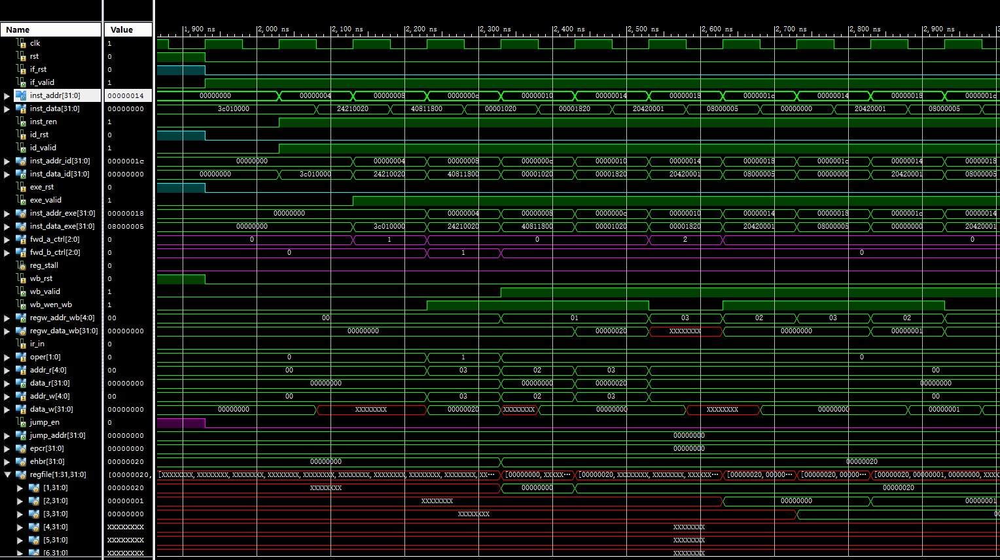 Name Value 1,900 ns 2,000 ns 2,100 ns 2,200 ns 2,300 ns 2,400 ns 2,500 ns 2,600 ns 2,700 ns 2,800 ns 2,900 ns
clk 1
rst 0
if_rst 0
if_valid 1
inst_addr[31:0] 00000014 00000000 00000004 00000008 0000000c 00000010 00000014 00000018 0000001c 00000014 00000018 0000001c
inst_data[31:0] 00000000 3c010000 24210020 40811800 00001020 00001820 20420001 08000005 00000000 20420001 08000005
inst_ren 1
id_rst 0
id_valid 1
inst_addr_id[31:0] 0000001c 00000000 00000004 00000008 0000000c 00000010 00000014 00000018 0000001c 00000014 00000018
inst_data_id[31:0] 00000000 00000000 3c010000 24210020 40811800 00001020 00001820 20420001 08000005 00000000 20420001 08000005
exe_rst 0
exe_valid 1
inst_addr_exe[31:0] 00000018 00000000 00000004 00000008 0000000c 00000010 00000014 00000018 0000001c 00000014
inst_data_exe[31:0] 08000005 00000000 3c010000 24210020 40811800 00001020 00001820 20420001 08000005 00000000 20420001
fwd_a_ctrl[2:0] 0 0 1 0 2 0
fwd_b_ctrl[2:0] 0 0 1 0
reg_stall 0
wb_rst 0
wb_valid 1
wb_wen_wb 1
regw_addr_wb[4:0] 00 00 01 03 02 03 02
regw_data_wb[31:0] 00000000 00000000 00000020 XXXXXXXX 00000000 00000001
ir_in 0
oper[1:0] 0 0 1 0
addr_r[4:0] 00 00 03 02 03 00
data_r[31:0] 00000000 00000000 00000000 00000020 00000000
addr_w[4:0] 00 00 03 02 03 00
data_w[31:0] 00000000 00000000 XXXXXXXX 00000020 XXXXXXXX 00000000 XXXXXXXX 00000000 00000001
jump_en 0
jump_addr[31:0] 00000000 00000000
epcr[31:0] 00000000 00000000
ehbr[31:0] 00000020 00000000 00000020
regfile[1:31,31:0] [00000020, [XXXXXXXX, XXXXXXXX, XXXXXXXX, XXXXXXXX, XXXXXXXX, XXXXXXXX, XXXXXXXX, XXXXXXXX, XXXXXXXX, XX… [00000000, XXXXX… [00000020, XXXXXXXX, XXXXXXXX, XXXXXX… [00000020, 00000… [00000020, 00000… [00000020, 00000001, 00000000, XXXX
[1,31:0] 00000020 XXXXXXXX 00000000 00000020
[2,31:0] 00000001 XXXXXXXX 00000000 00000001
[3,31:0] 00000000 XXXXXXXX 00
[4,31:0] XXXXXXXX XXXXXXXX
[5,31:0] XXXXXXXX XXXXXXXX
[6,31:0] XXXXXXXX XXXXXXXX